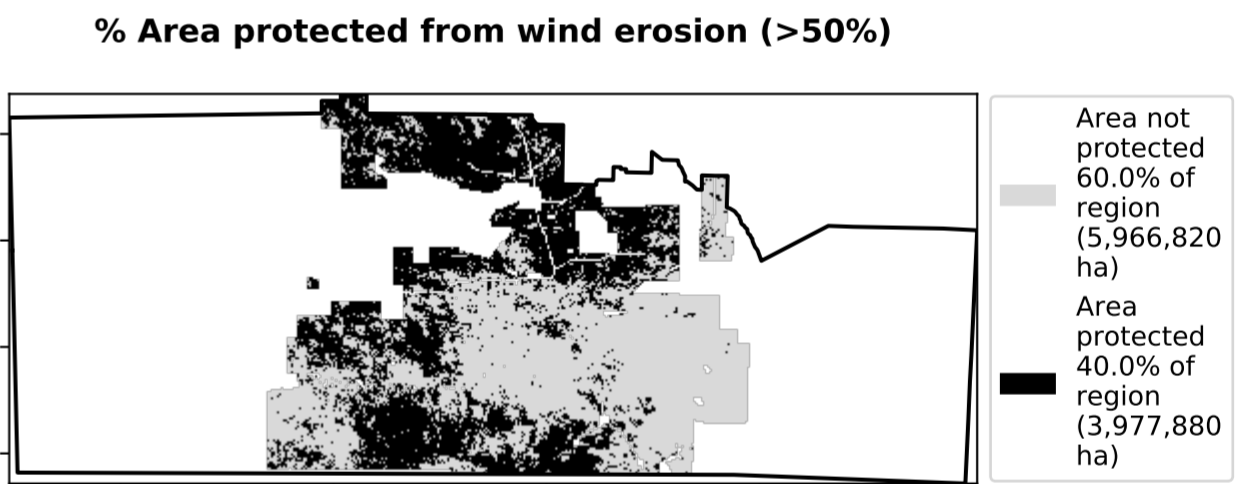 % Area protected from wind erosion (>50%)
Area not
protected
60.0% of
region
(5,966,820
ha)
Area
protected
40.0% of
region
(3,977,880
ha)